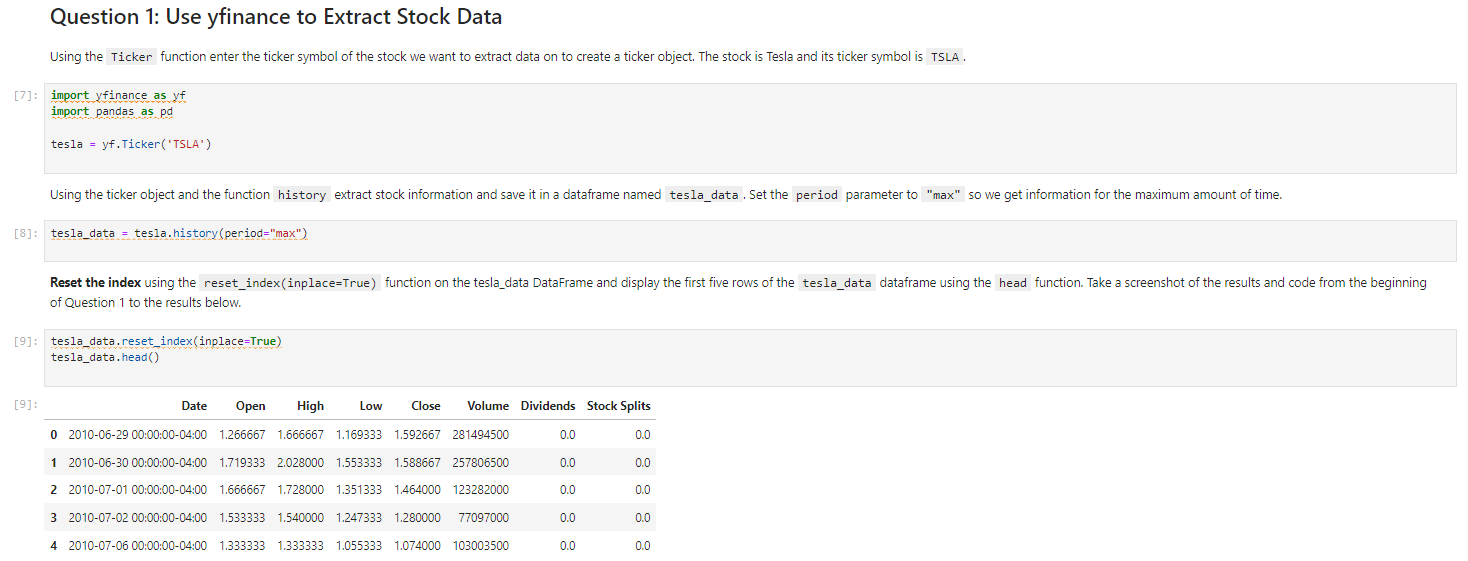 Question 1: Use yfinance to Extract Stock Data
Using the Ticker function enter the ticker symbol of the stock we want to extract data on to create a ticker object. The stock is Tesla and its ticker symbol is TSLA .
[7]: import yfinance as yf
import pandas as pd
tesla = yf.Ticker('TSLA')
Using the ticker object and the function history extract stock information and save it in a dataframe named tesla_data . Set the period parameter to "max" so we get information for the maximum amount of time.
[8]: tesla_data = tesla.history(period="max")
Reset the index using the reset_index(inplace=True) function on the tesla_data DataFrame and display the first five rows of the tesla_data dataframe using the head function. Take a screenshot of the results and code from the beginning
of Question 1 to the results below.
[9]: tesla_data.reset_index(inplace=True)
tesla_data.head()
[9]: Date Open High Low Close Volume Dividends Stock Splits
0 2010-06-29 00:00:00-04:00 1.266667 1.666667 1.169333 1.592667 281494500 0.0 0.0
1 2010-06-30 00:00:00-04:00 1.719333 2.028000 1.553333 1.588667 257806500 0.0 0.0
2 2010-07-01 00:00:00-04:00 1.666667 1.728000 1.351333 1.464000 123282000 0.0 0.0
3 2010-07-02 00:00:00-04:00 1.533333 1.540000 1.247333 1.280000 77097000 0.0 0.0
4 2010-07-06 00:00:00-04:00 1.333333 1.333333 1.055333 1.074000 103003500 0.0 0.0